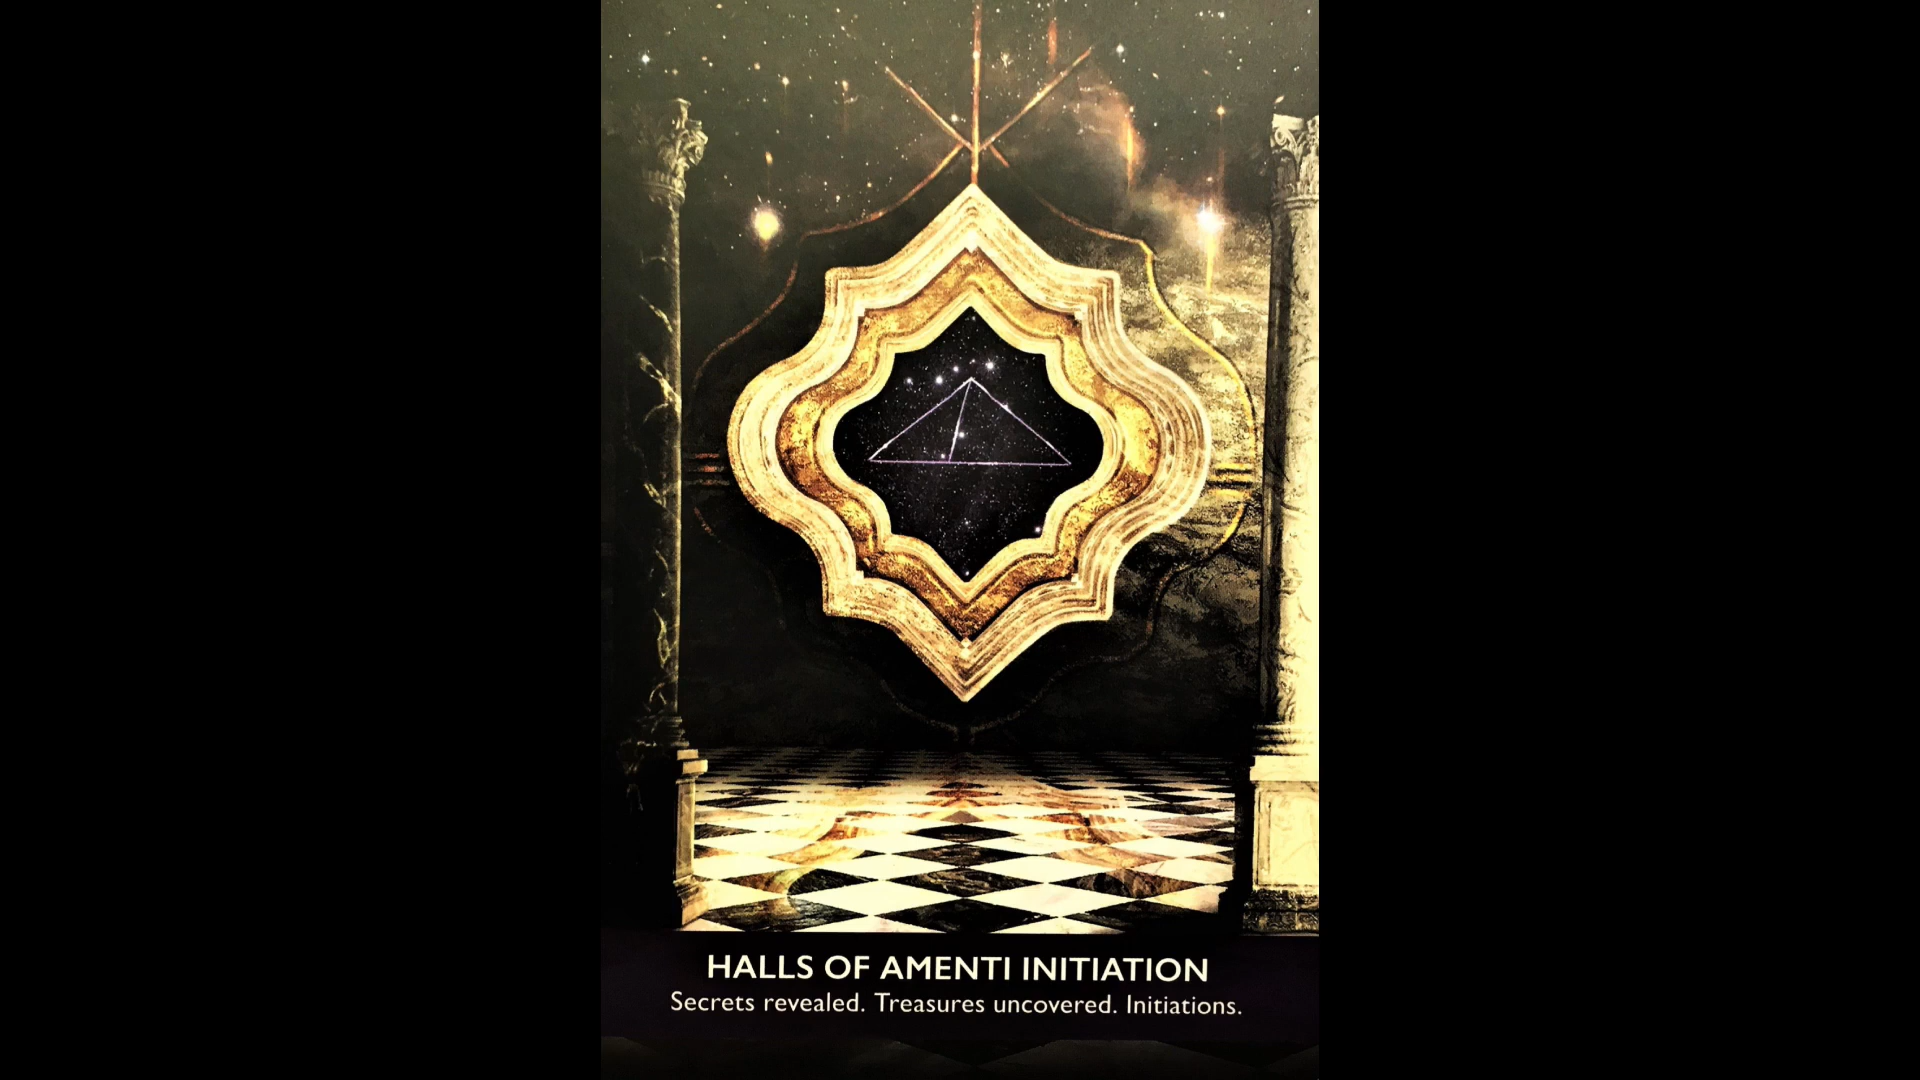 HALLS OF AMENTI INITIATION
Secrets revealed. Treasures uncovered. Initiations.